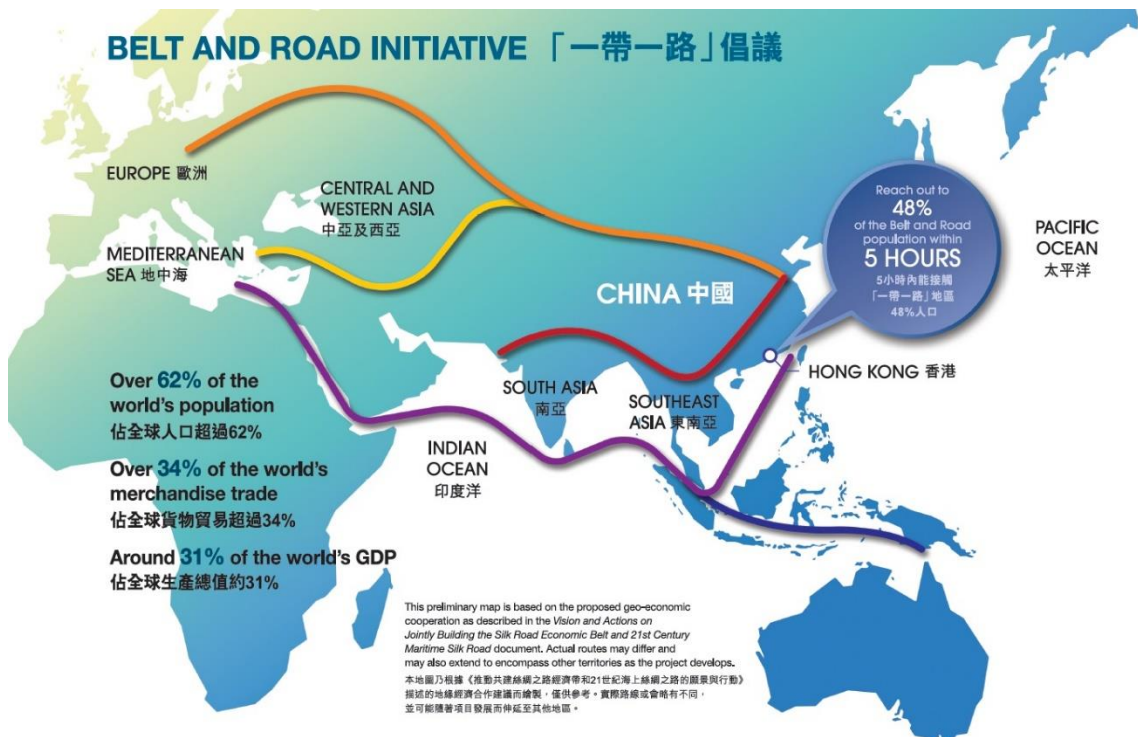 BELT AND ROAD INITIATIVE 「一帶一路」倡議
EUROPE 歐洲
CENTRAL AND
WESTERN ASIA
中亞及西亞
MEDITERRANEAN
SEA 地中海
CHINA 中國
Reach out to
48%
of the Belt and Road
population within
5 HOURS
5小時內能接觸
「一帶一路」地區
48%人口
PACIFIC
OCEAN
太平洋
HONG KONG 香港
SOUTH ASIA
南亞
SOUTHEAST
ASIA 東南亞
INDIAN
OCEAN
印度洋
Over 62% of the
world's population
佔全球人口超過62%
Over 34% of the world's
merchandise trade
佔全球貨物貿易超過34%
Around 31% of the world's GDP
佔全球生產總值約31%
This preliminary map is based on the proposed geo-economic
cooperation as described in the Vision and Actions on
Jointly Building the Silk Road Economic Belt and 21st Century
Maritime Silk Road document. Actual routes may differ and
may also extend to encompass other territories as the project develops.
本地圖乃根據《推動共建絲綢之路經濟帶和21世紀海上絲綢之路的願景與行動》
描述的地緣經濟合作建議而繪製，僅供參考。實際路線或會略有不同，
並可能隨著項目發展而伸延至其他地區。